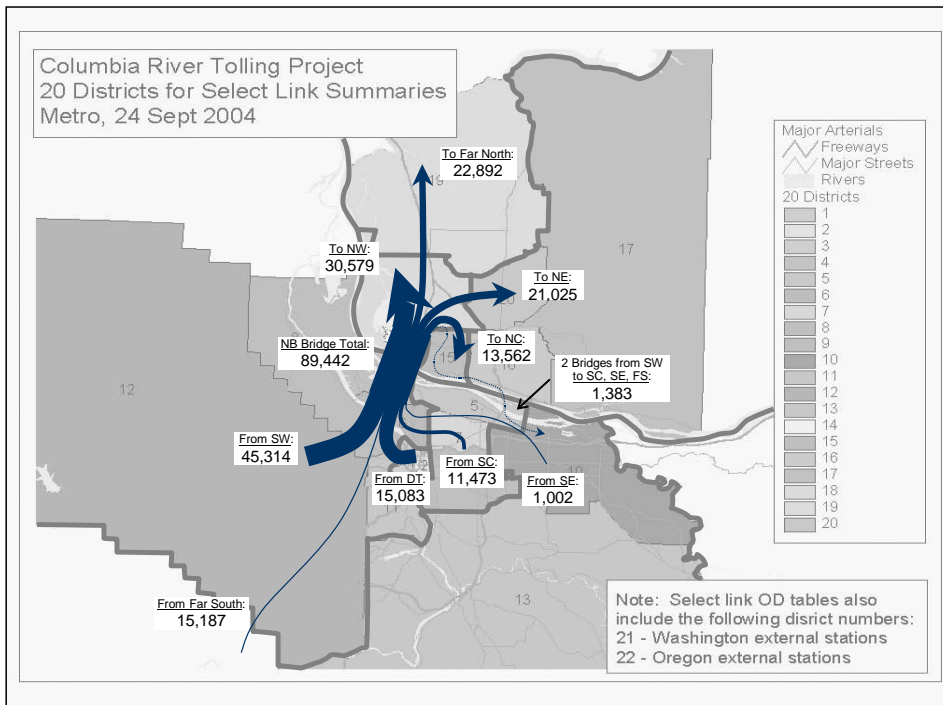 Columbia River Tolling Project
20 Districts for Select Link Summaries
Metro, 24 Sept 2004
To Far North:
22,892
19
Major Arterials
Freeways
Major Streets
Rivers
20 Districts
1
2
3
4
5
6
7
8
9
10
11
12
13
14
15
16
17
18
19
20
17
To NW:
30,579
To NE:
21,025
20
NB Bridge Total:
89,442
To NC:
13,562
15
16
2 Bridges from SW
to SC, SE, FS:
1,383
12
5
From SW:
45,314
From DT:
15,083
From SC:
11,473
From SE:
1,002
10
11
13
From Far South:
15,187
Note: Select link OD tables also
include the following disrict numbers:
21 - Washington external stations
22 - Oregon external stations